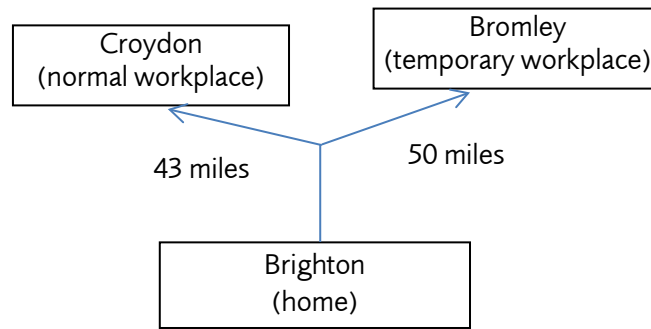 Croydon
(normal workplace)
Bromley
(temporary workplace)
43 miles
50 miles
Brighton
(home)